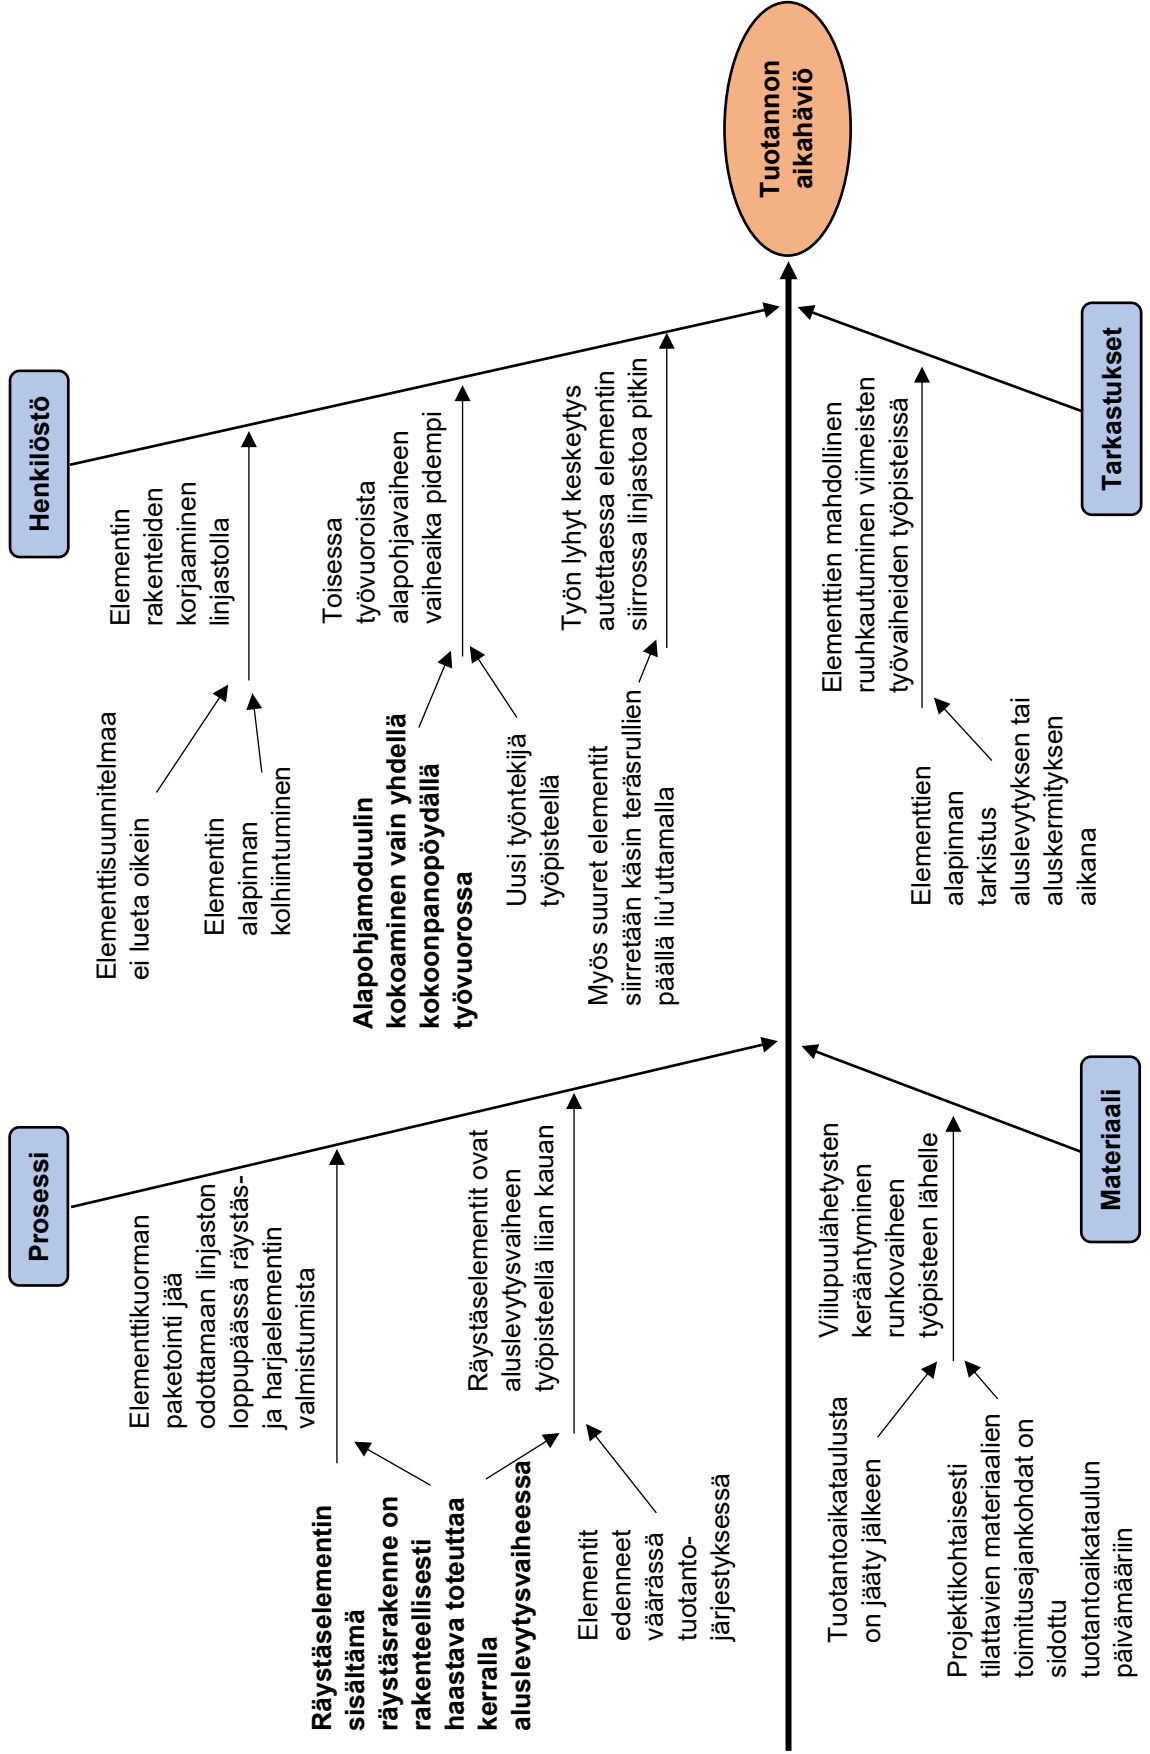 Prosessi
Elementtikuorman
paketointi jää
odottamaan linjaston
loppupäässä räystäs-
ja harjaelementin
valmistumista
Räystäselementin
sisältämä
räystäsrakenne on
rakenteellisesti
haastava toteuttaa
kerralla
aluslevytysvaiheessa
Räystäselementit ovat
aluslevytysvaiheen
työpisteellä liian kauan
Elementit
edenneet
väärässä
tuotanto-
järjestyksessä
Henkilöstö
Elementin
rakenteiden
korjaaminen
linjastolla
Elementtisuunnitelmaa
ei lueta oikein
Elementin
alapinnan
kolhiintuminen
Toisessa
työvuoroista
alapohjavaiheen
vaiheaika pidempi
Alapohjamoduulin
kokoaminen vain yhdellä
kokoonpanopöydällä
työvuorossa
Uusi työntekijä
työpisteellä
Työn lyhyt keskeytys
autettaessa elementin
siirrossa linjastoa pitkin
Myös suuret elementit
siirretään käsin teräsrullien
päällä liu'uttamalla
Tuotannon
aikahäviö
Viilupuulähetysten
kerääntyminen
runkovaiheen
työpisteen lähelle
Tuotantoaikataulusta
on jääty jälkeen
Projektikohtaisesti
tilattavien materiaalien
toimitusajankohdat on
sidottu
tuotantoaikataulun
päivämääriin
Materiaali
Elementtien mahdollinen
ruuhkautuminen viimeisten
työvaiheiden työpisteissä
Elementtien
alapinnan
tarkistus
aluslevytyksen tai
aluskermityksen
aikana
Tarkastukset